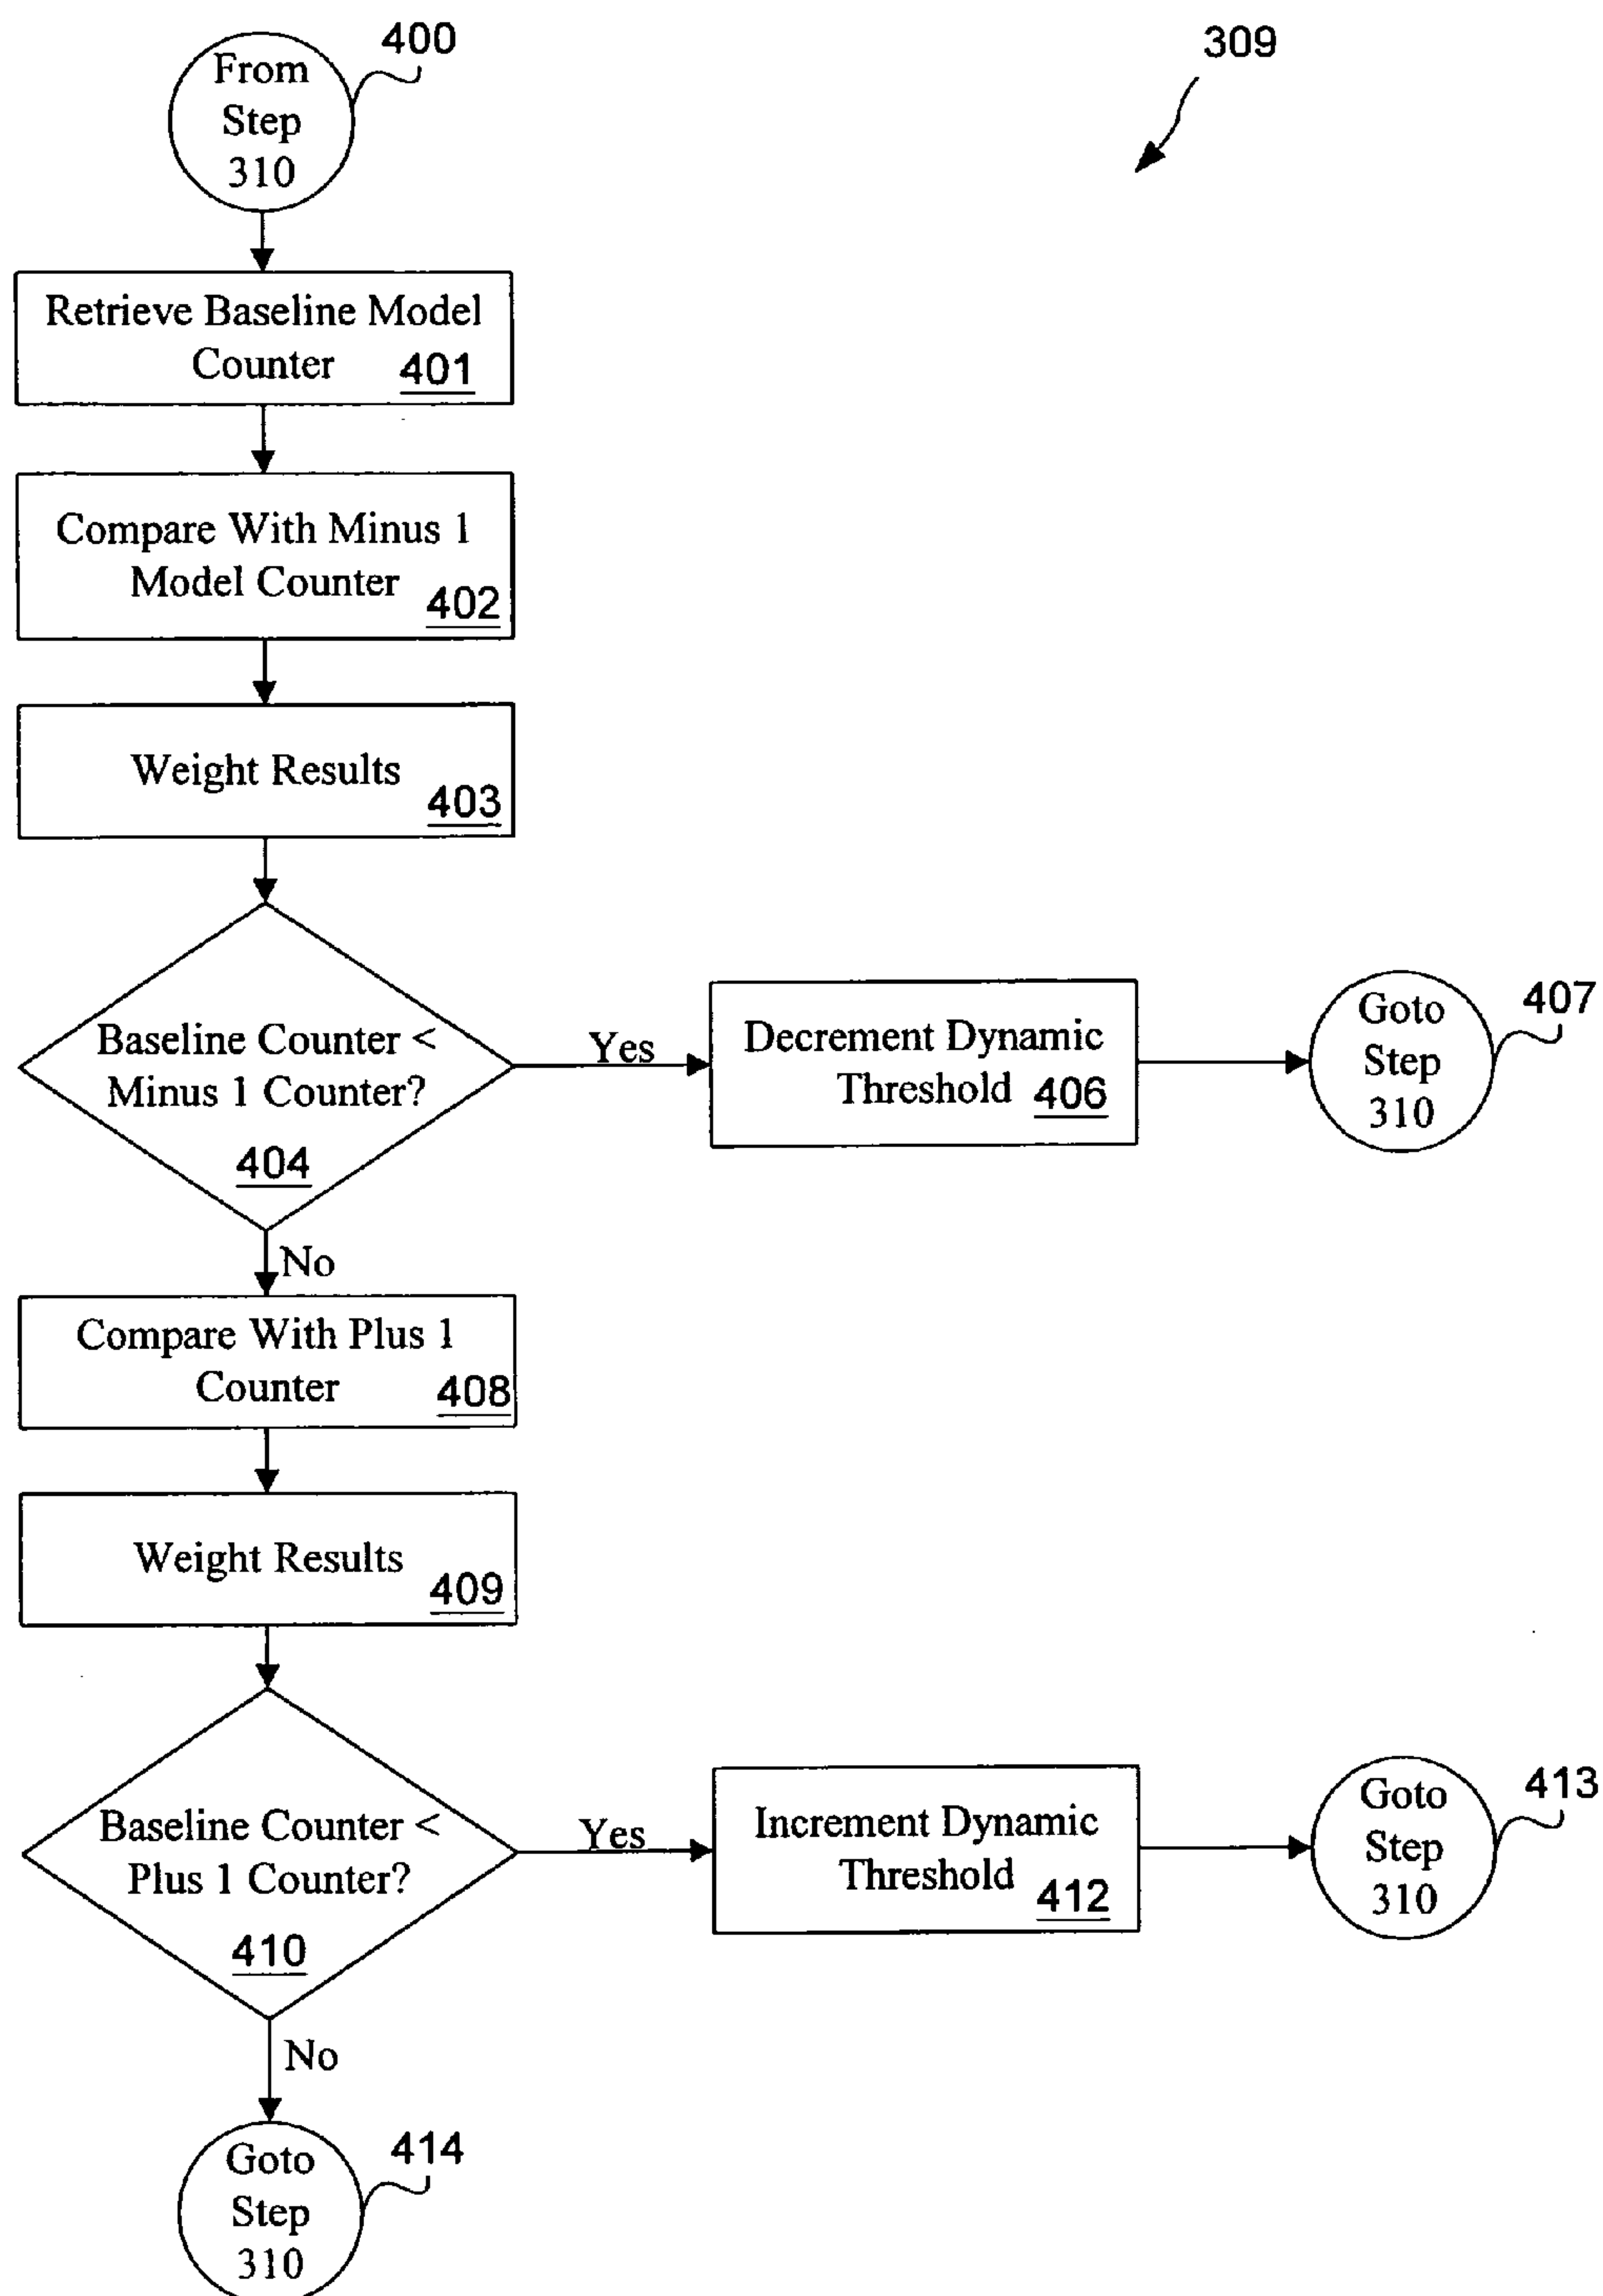 400
309
From
Step
310
Retrieve Baseline Model
Counter 401
Compare With Minus 1
Model Counter 402
Weight Results
403
Baseline Counter <
Minus 1 Counter?
404
Yes
Decrement Dynamic
Threshold 406
407
Goto
Step
310
No
Compare With Plus 1
Counter 408
Weight Results
409
Baseline Counter <
Plus 1 Counter?
410
Yes
Increment Dynamic
Threshold 412
413
Goto
Step
310
No
414
Goto
Step
310